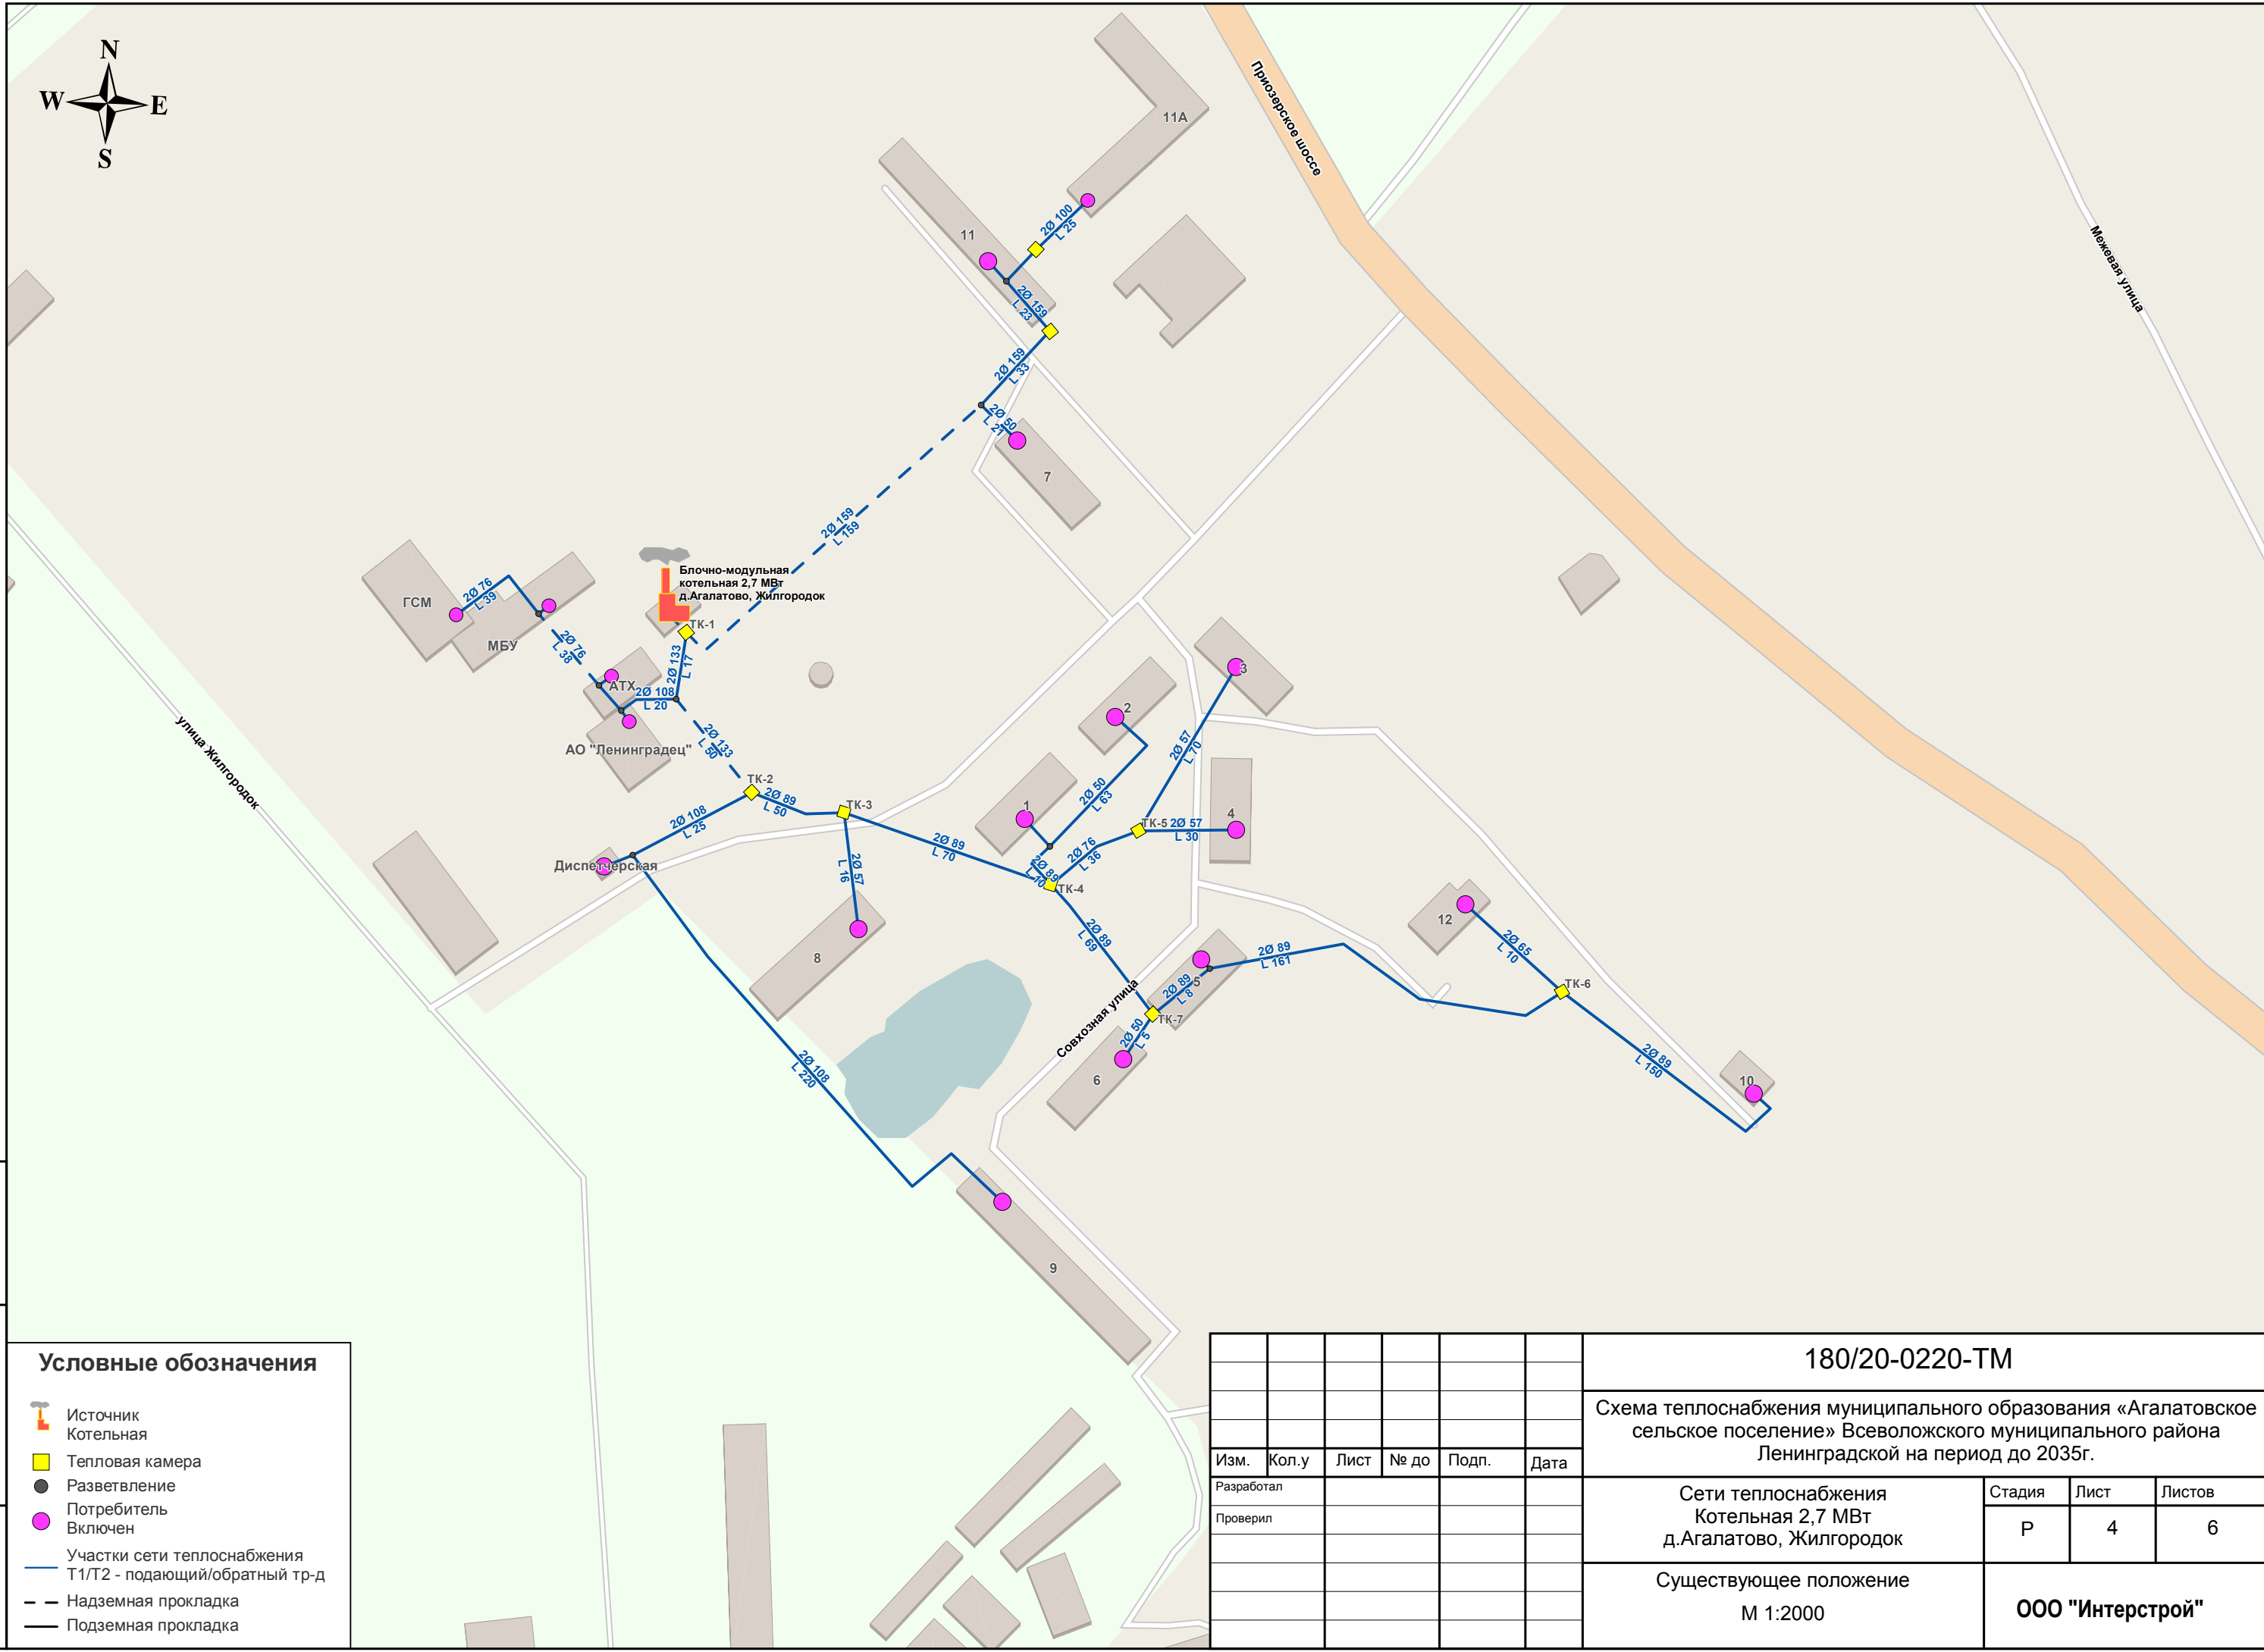 N
W
E
S
Приозерское шоссе
Межевая улица
улица Жилгородок
Совхозная улица
11А
2Ø 100
L 25
11
2Ø 159
L 23
2Ø 159
L 33
2Ø 50
L 21
7
2Ø 159
L 159
Блочно-модульная
котельная 2,7 МВт
д.Агалатово, Жилгородок
ТК-1
ГСМ
2Ø 76
L 39
МБУ
2Ø 76
L 38
АТХ
2Ø 133
L 17
2Ø 108
L 20
АО "Ленинградец"
2Ø 133
L 50
ТК-2
2Ø 89
L 50
ТК-3
2Ø 108
L 25
Диспетчерская
2Ø 57
L 16
8
2Ø 89
L 70
1
2
3
2Ø 50
L 63
2Ø 57
L 70
ТК-5
2Ø 57
L 30
4
2Ø 76
L 36
2Ø 89
L 10
ТК-4
2Ø 89
L 69
12
2Ø 65
L 10
ТК-6
2Ø 89
L 161
5
2Ø 89
L 8
ТК-7
2Ø 50
L 5
6
2Ø 89
L 150
10
2Ø 108
L 220
9
Условные обозначения
Источник
Котельная
Тепловая камера
Разветвление
Потребитель
Включен
Участки сети теплоснабжения
Т1/Т2 - подающий/обратный тр-д
Надземная прокладка
Подземная прокладка
180/20-0220-ТМ
Схема теплоснабжения муниципального образования «Агалатовское
сельское поселение» Всеволожского муниципального района
Ленинградской на период до 2035г.
Изм. Кол.у Лист № до Подп. Дата
Разработал
Проверил
Сети теплоснабжения
Котельная 2,7 МВт
д.Агалатово, Жилгородок
Стадия Лист Листов
Р 4 6
Существующее положение
М 1:2000
ООО "Интерстрой"